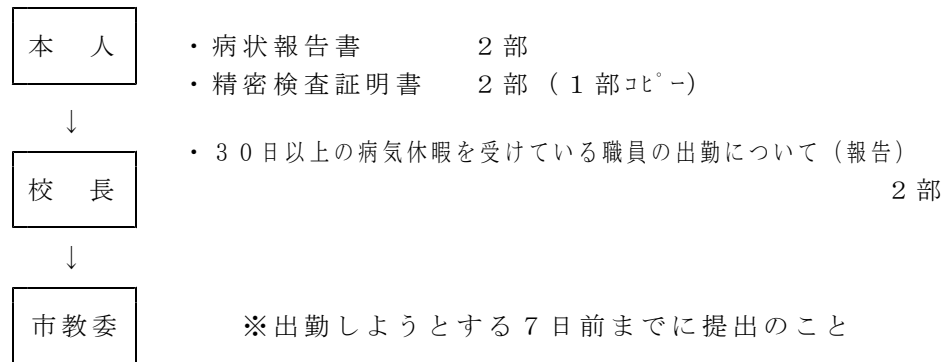 本　人　・病状報告書　　　２部
・精密検査証明書　２部（１部ｺﾋﾟｰ）
↓
・３０日以上の病気休暇を受けている職員の出勤について（報告）
校　長　２部
↓
市教委　※出勤しようとする７日前までに提出のこと